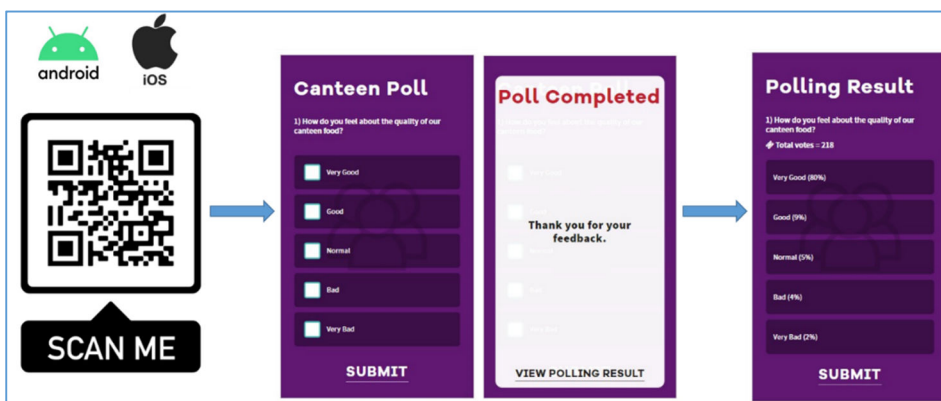 android
iOS
SCAN ME
Canteen Poll
1) How do you feel about the quality of our
canteen food?
Very Good
Good
Normal
Bad
Very Bad
SUBMIT
Poll Completed
Thank you for your
feedback.
VIEW POLLING RESULT
Polling Result
1) How do you feel about the quality of our
canteen food?
Total votes = 218
Very Good (80%)
Good (9%)
Normal (5%)
Bad (4%)
Very Bad (2%)
SUBMIT